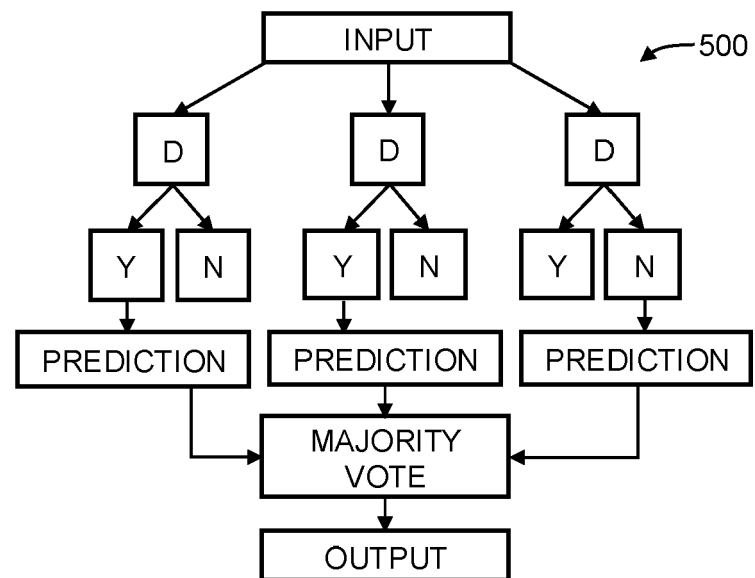 INPUT
500
D D D
Y N Y N Y N
PREDICTION PREDICTION PREDICTION
MAJORITY
VOTE
OUTPUT